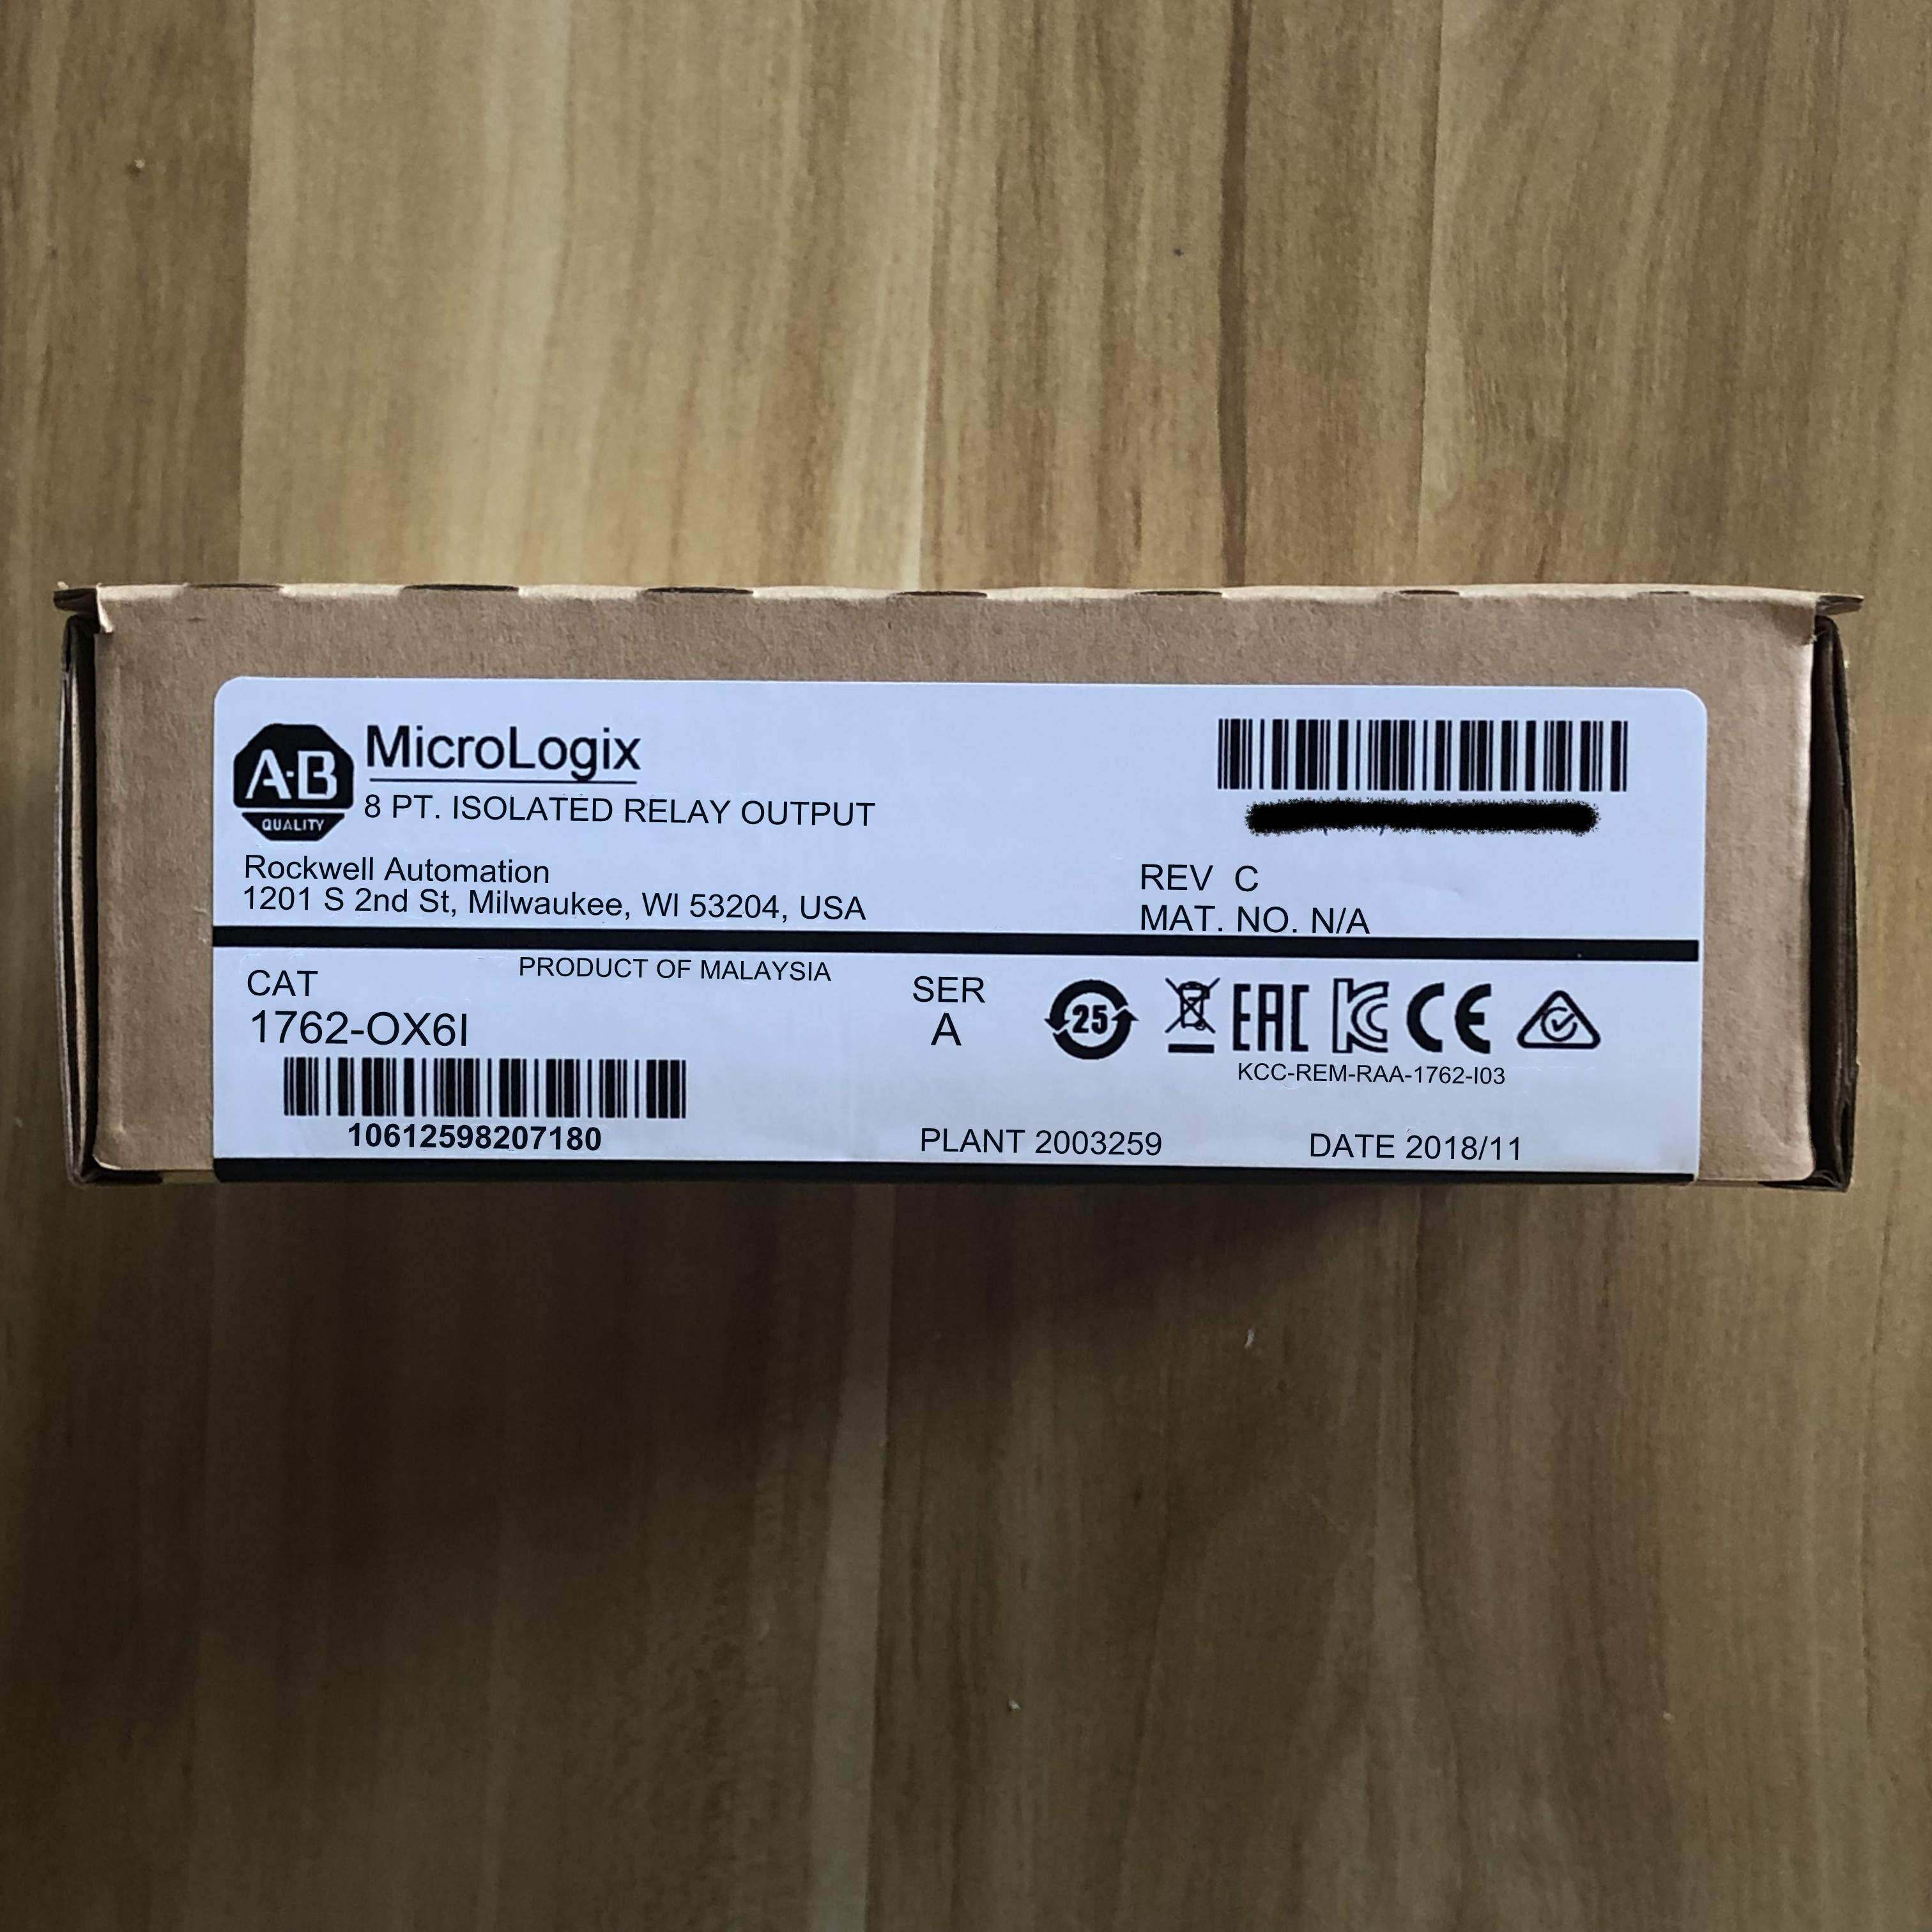 A-B
QUALITY
MicroLogix
8 PT. ISOLATED RELAY OUTPUT
Rockwell Automation
1201 S 2nd St, Milwaukee, WI 53204, USA
REV C
MAT. NO. N/A
PRODUCT OF MALAYSIA
CAT
1762-OX6I
10612598207180
SER
A
25
EAC
KC
CE
KCC-REM-RAA-1762-I03
PLANT 2003259
DATE 2018/11